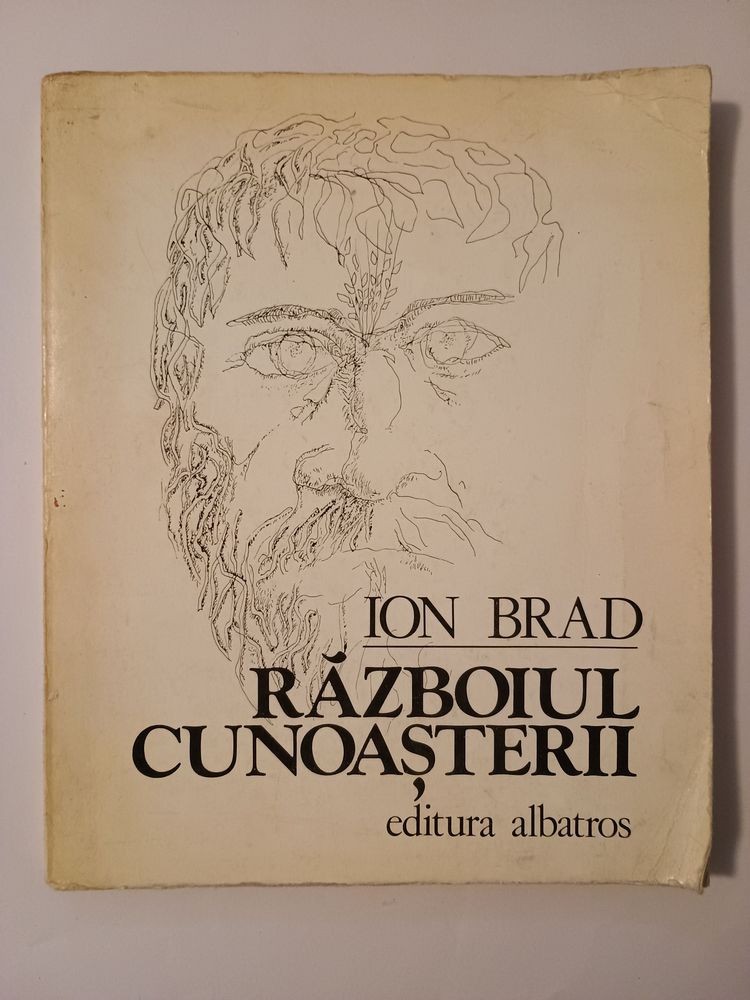 ION BRAD
RĂZBOIUL
CUNOAȘTERII
editura albatros